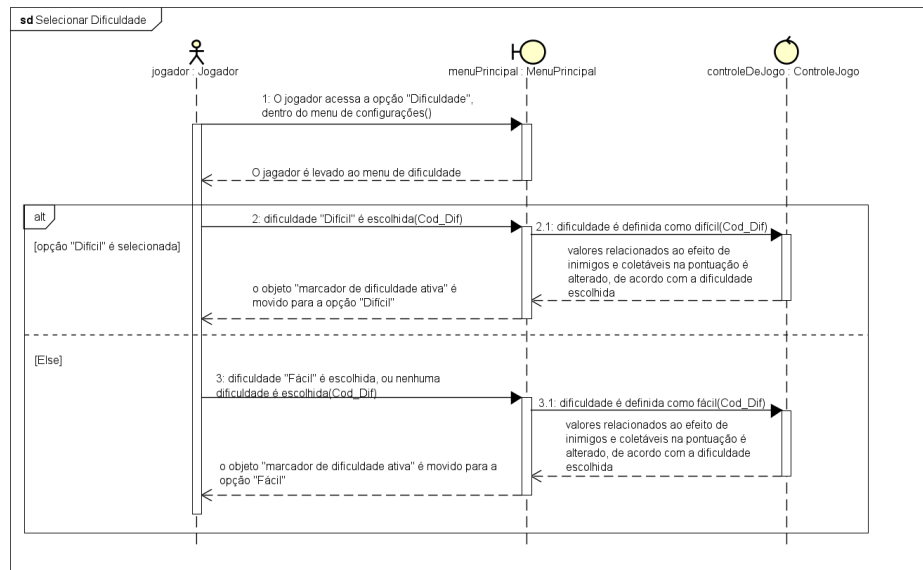 sd Selecionar Dificuldade
jogador : Jogador
menuPrincipal : MenuPrincipal
controleDeJogo : ControleJogo
1: O jogador acessa a opção "Dificuldade",
dentro do menu de configurações()
O jagador é levado ao menu de dificuldade
alt
[opção "Difícil" é selecionada]
2: dificuldade "Difícil" é escolhida(Cod_Dif)
2.1: dificuldade é definida como difícil(Cod_Dif)
valores relacionados ao efeito de
inimigos e coletáveis na pontuação é
alterado, de acordo com a dificuldade
escolhida
o objeto "marcador de dificuldade ativa" é
movido para a opção "Difícil"
[Else]
3: dificuldade "Fácil" é escolhida, ou nenhuma
dificuldade é escolhida(Cod_Dif)
3.1: dificuldade é definida como fácil(Cod_Dif)
valores relacionados ao efeito de
inimigos e coletáveis na pontuação é
alterado, de acordo com a dificuldade
escolhida
o objeto "marcador de dificuldade ativa" é movido para a
opção "Fácil"